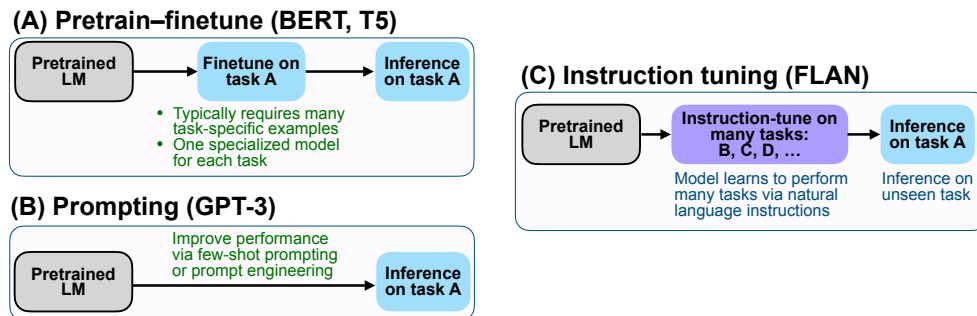 (A) Pretrain–finetune (BERT, T5)
Pretrained
LM
Finetune on
task A
Inference
on task A
• Typically requires many
task-specific examples
• One specialized model
for each task
(B) Prompting (GPT-3)
Improve performance
via few-shot prompting
or prompt engineering
Pretrained
LM
Inference
on task A
(C) Instruction tuning (FLAN)
Pretrained
LM
Instruction-tune on
many tasks:
B, C, D, …
Inference
on task A
Model learns to perform
many tasks via natural
language instructions
Inference on
unseen task